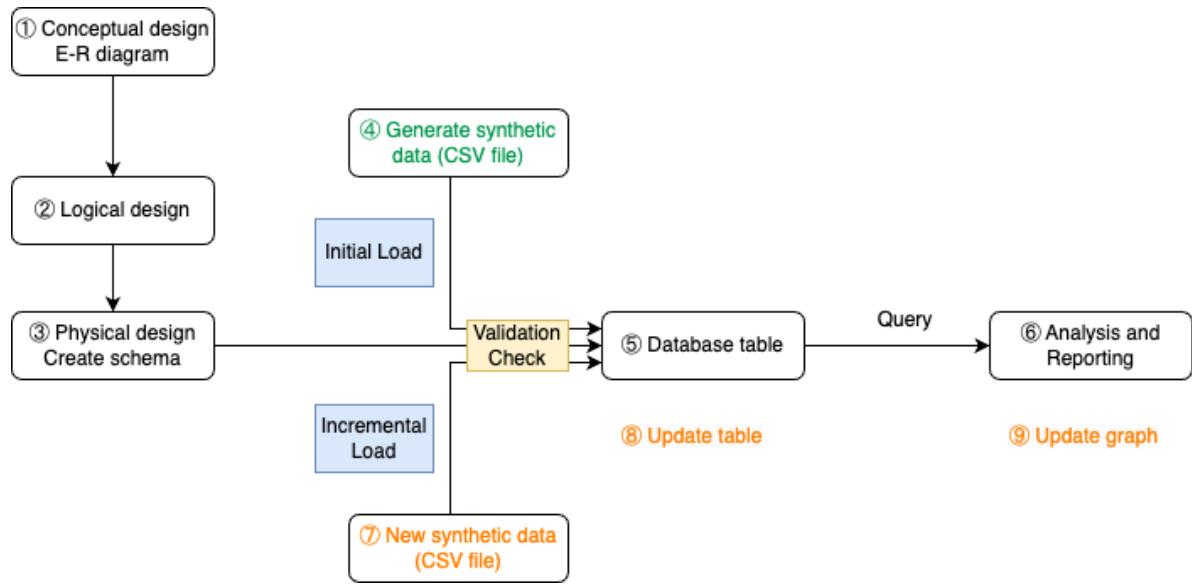 ① Conceptual design
E-R diagram
② Logical design
③ Physical design
Create schema
④ Generate synthetic
data (CSV file)
Initial Load
Validation
Check
Incremental
Load
⑦ New synthetic data
(CSV file)
⑤ Database table
⑧ Update table
Query
⑥ Analysis and
Reporting
⑨ Update graph